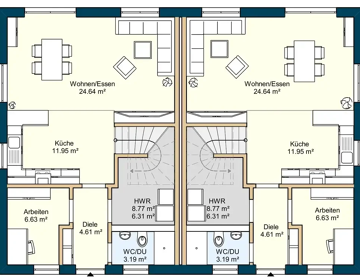 Wohnen/Essen
24.64 m²
Wohnen/Essen
24.64 m²
Küche
11.95 m²
Küche
11.95 m²
HWR
8.77 m²
6.31 m²
HWR
8.77 m²
6.31 m²
Arbeiten
6.63 m²
Diele
4.61 m²
WC/DU
3.19 m²
WC/DU
3.19 m²
Diele
4.61 m²
Arbeiten
6.63 m²